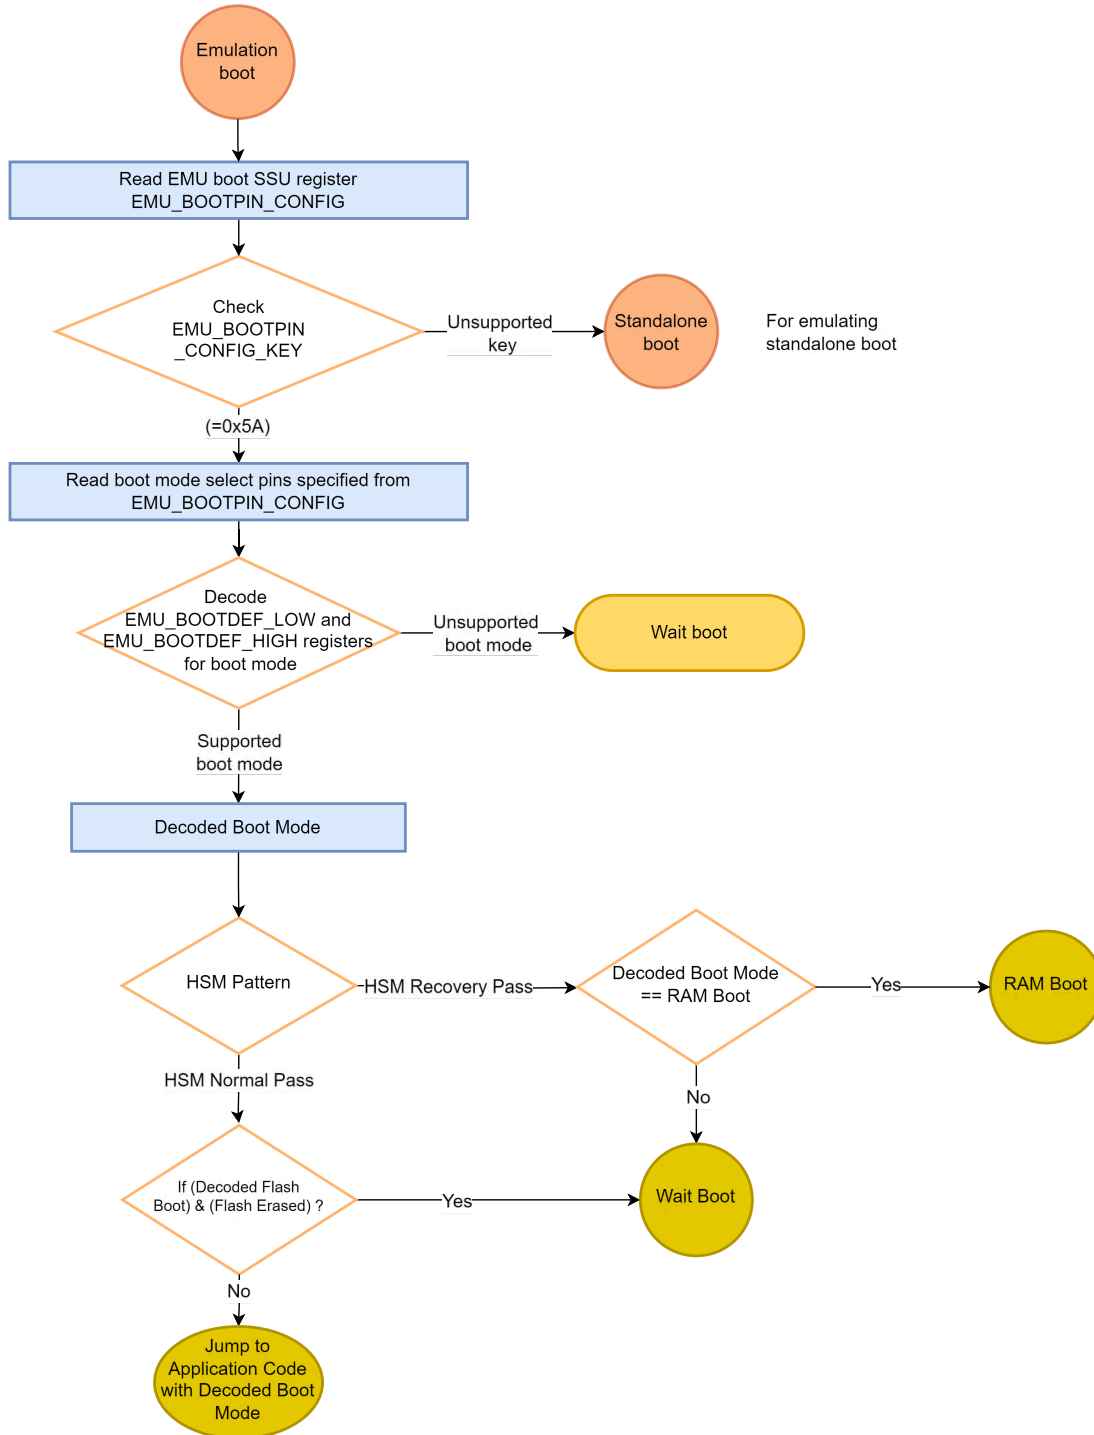 Emulation
boot
Read EMU boot SSU register
EMU_BOOTPIN_CONFIG
Check
EMU_BOOTPIN
_CONFIG_KEY
Unsupported
key
Standalone
boot
For emulating
standalone boot
(=0x5A)
Read boot mode select pins specified from
EMU_BOOTPIN_CONFIG
Decode
EMU_BOOTDEF_LOW and
EMU_BOOTDEF_HIGH registers
for boot mode
Unsupported
boot mode
Wait boot
Supported
boot mode
Decoded Boot Mode
HSM Pattern
HSM Recovery Pass
Decoded Boot Mode
== RAM Boot
Yes
RAM Boot
HSM Normal Pass
No
If (Decoded Flash
Boot) & (Flash Erased) ?
Yes
Wait Boot
No
Jump to
Application Code
with Decoded Boot
Mode